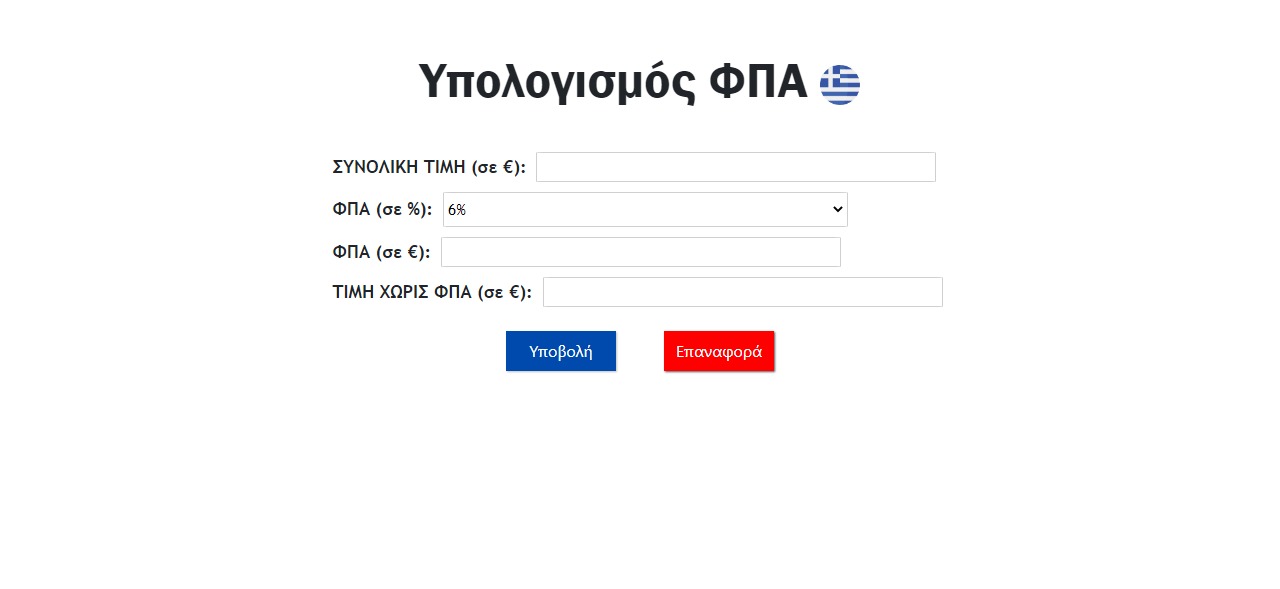 Υπολογισμός ΦΠΑ
ΣΥΝΟΛΙΚΗ ΤΙΜΗ (σε €):
ΦΠΑ (σε %): 6%
ΦΠΑ (σε €):
ΤΙΜΗ ΧΩΡΙΣ ΦΠΑ (σε €):
Υποβολή Επαναφορά